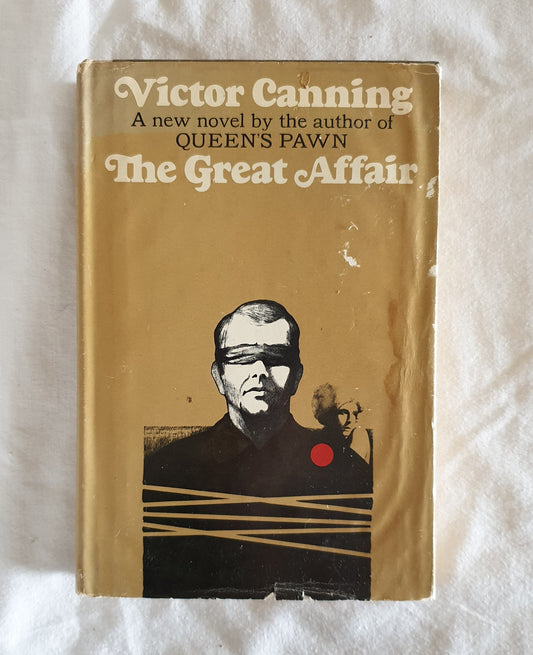 Victor Canning
A new novel by the author of
QUEEN'S PAWN
The Great Affair